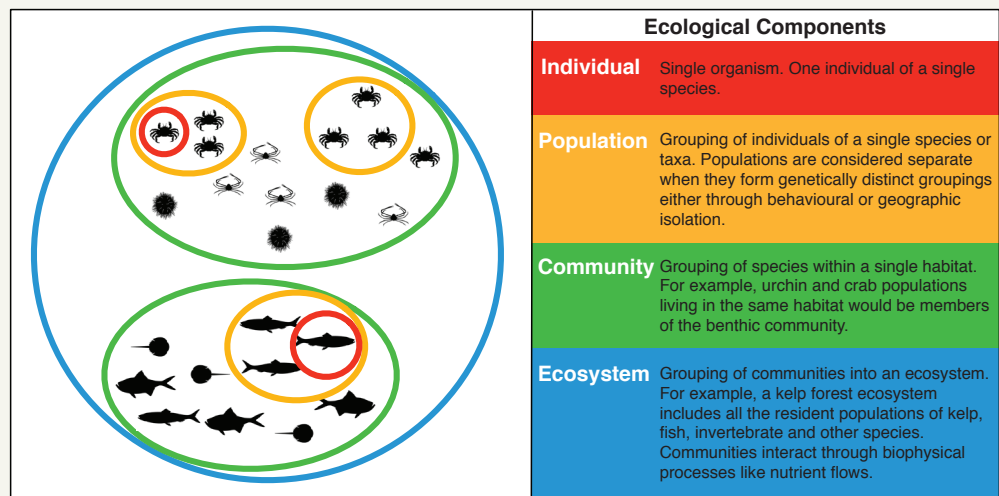 Ecological Components
Individual
Single organism. One individual of a single
species.
Population
Grouping of individuals of a single species or
taxa. Populations are considered separate
when they form genetically distinct groupings
either through behavioural or geographic
isolation.
Community
Grouping of species within a single habitat.
For example, urchin and crab populations
living in the same habitat would be members
of the benthic community.
Ecosystem
Grouping of communities into an ecosystem.
For example, a kelp forest ecosystem
includes all the resident populations of kelp,
fish, invertebrate and other species.
Communities interact through biophysical
processes like nutrient flows.